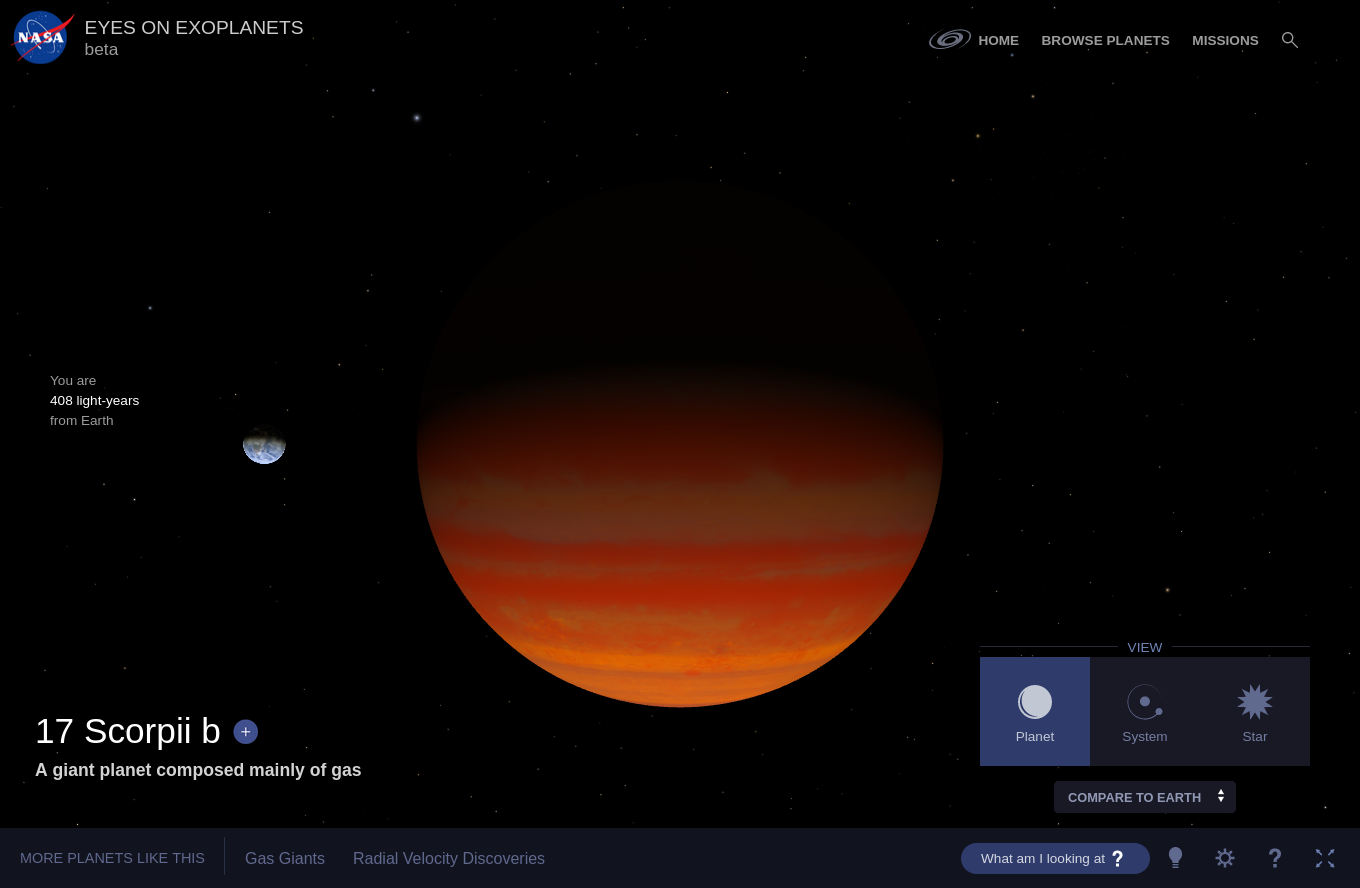 NASA
EYES ON EXOPLANETS
beta
HOME
BROWSE PLANETS
MISSIONS
You are
408 light-years
from Earth
17 Scorpii b +
A giant planet composed mainly of gas
VIEW
Planet
System
Star
COMPARE TO EARTH
MORE PLANETS LIKE THIS
Gas Giants
Radial Velocity Discoveries
What am I looking at ?
?